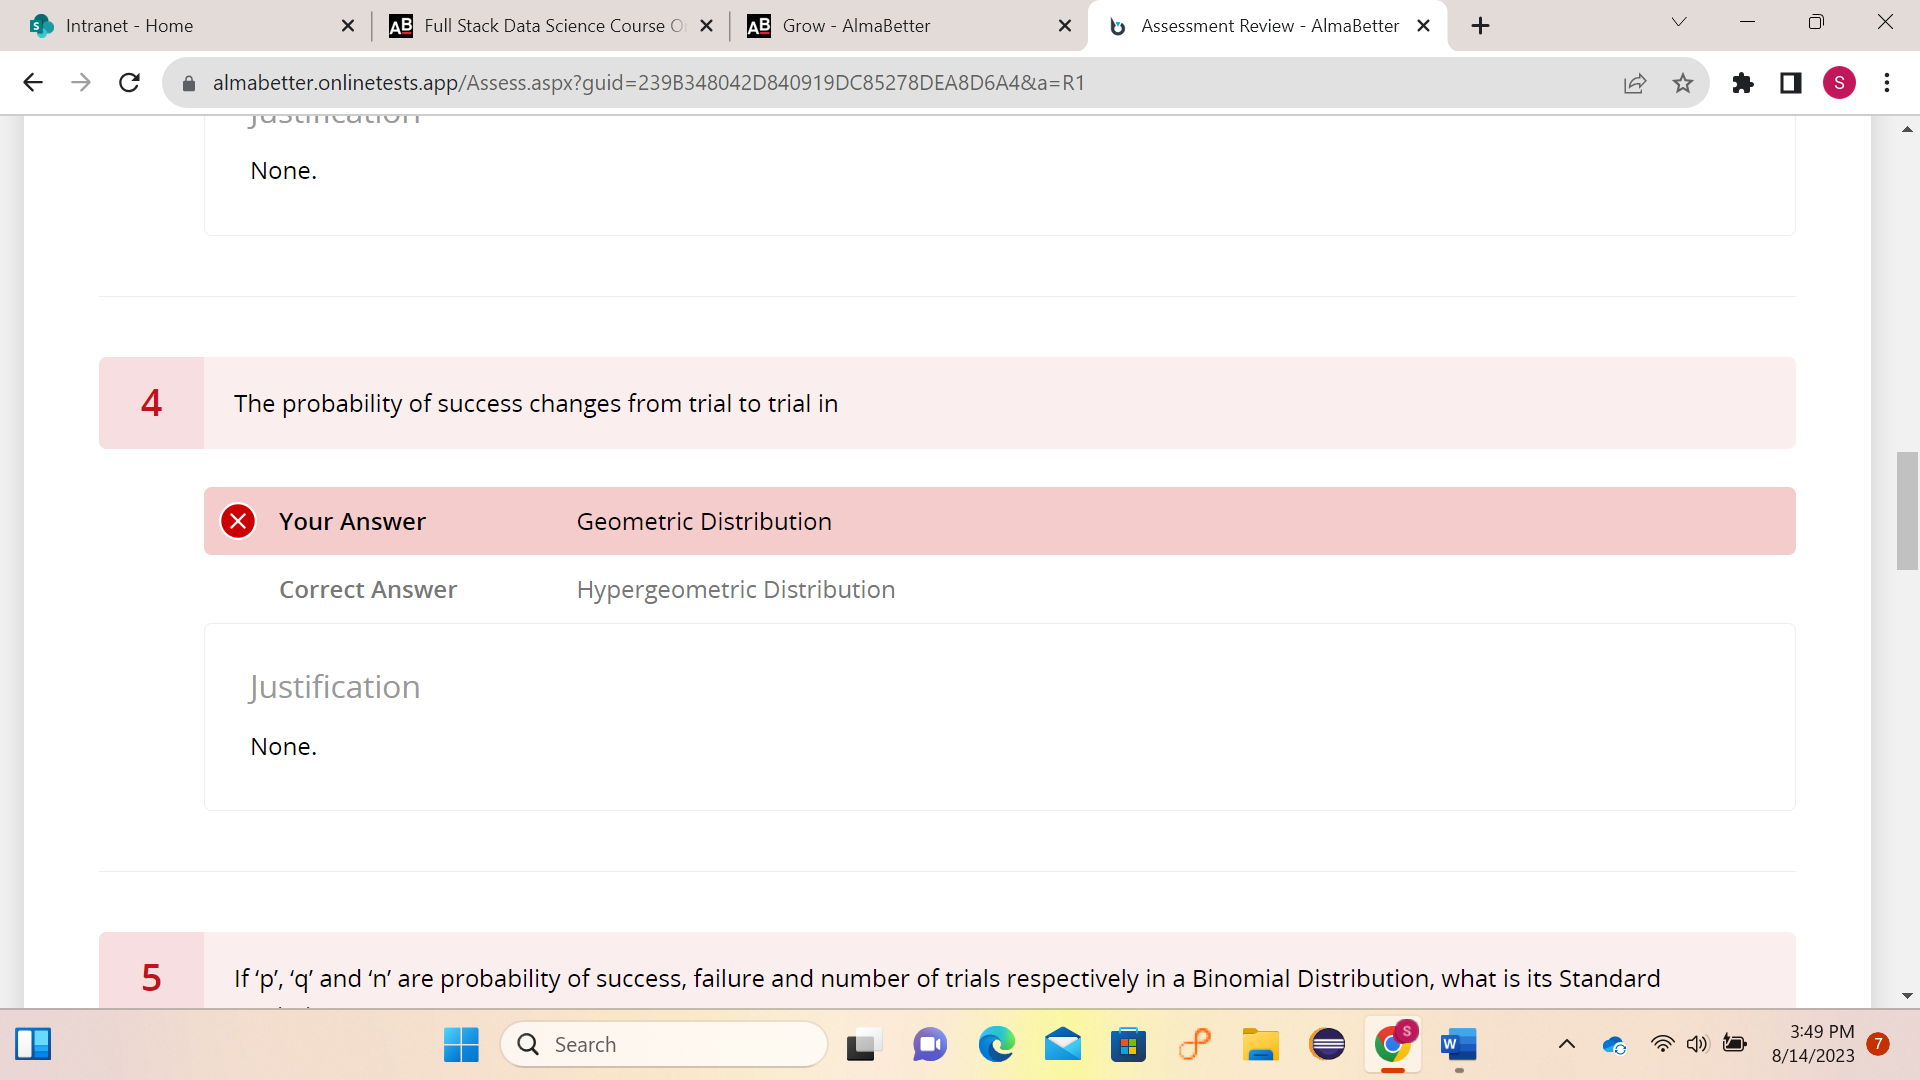 Intranet - Home
AB Full Stack Data Science Course O
AB Grow - AlmaBetter
Assessment Review - AlmaBetter
almabetter.onlinetests.app/Assess.aspx?guid=239B348042D840919DC85278DEA8D6A4&a=R1
S
Justification
None.
4
The probability of success changes from trial to trial in
Your Answer Geometric Distribution
Correct Answer Hypergeometric Distribution
Justification
None.
5
If ‘p’, ‘q’ and ‘n’ are probability of success, failure and number of trials respectively in a Binomial Distribution, what is its Standard
Search
S
W
3:49 PM
8/14/2023
7